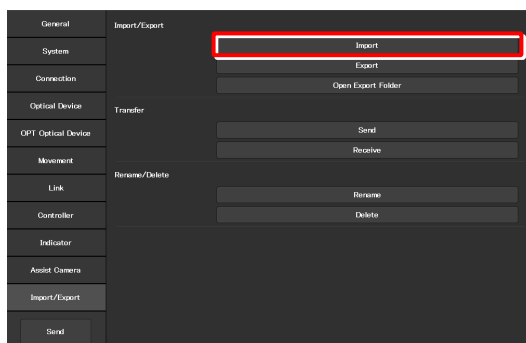 General
System
Connection
Optical Device
OPT Optical Device
Movement
Link
Controller
Indicator
Assist Camera
Import/Export
Send
Import/Export
Import
Export
Open Export Folder
Transfer
Send
Receive
Rename/Delete
Rename
Delete